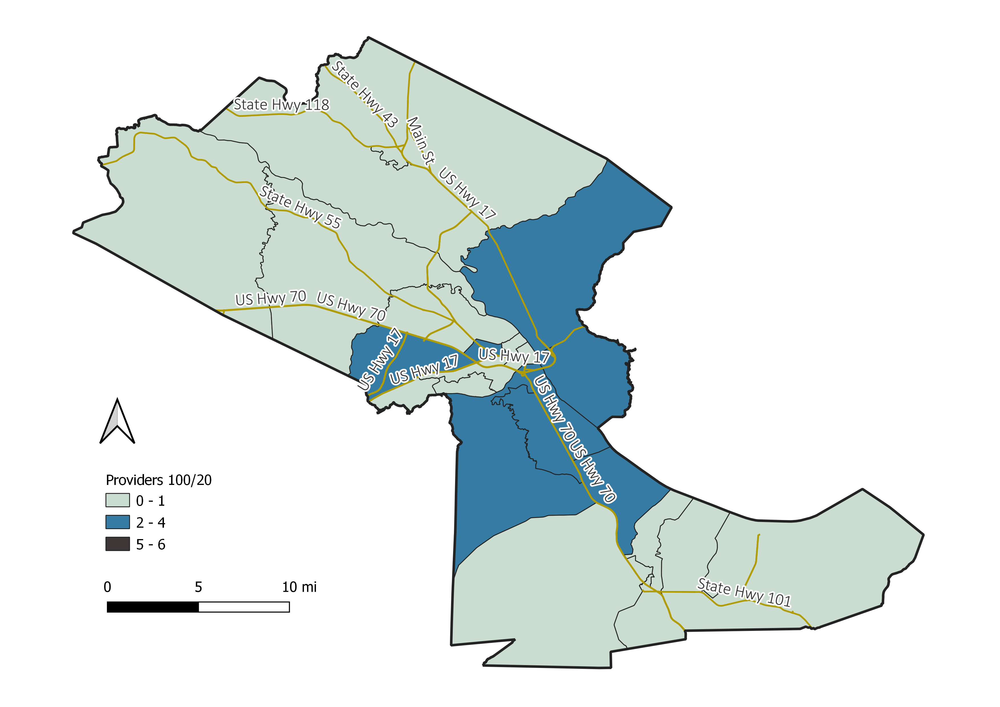 State Hwy 43
State Hwy 118
Main St
US Hwy 17
State Hwy 55
US Hwy 70
US Hwy 70
US Hwy 17
US Hwy 17
US Hwy 17
US Hwy 70
US Hwy 70
State Hwy 101
Providers 100/20
0 - 1
2 - 4
5 - 6
0 5 10 mi